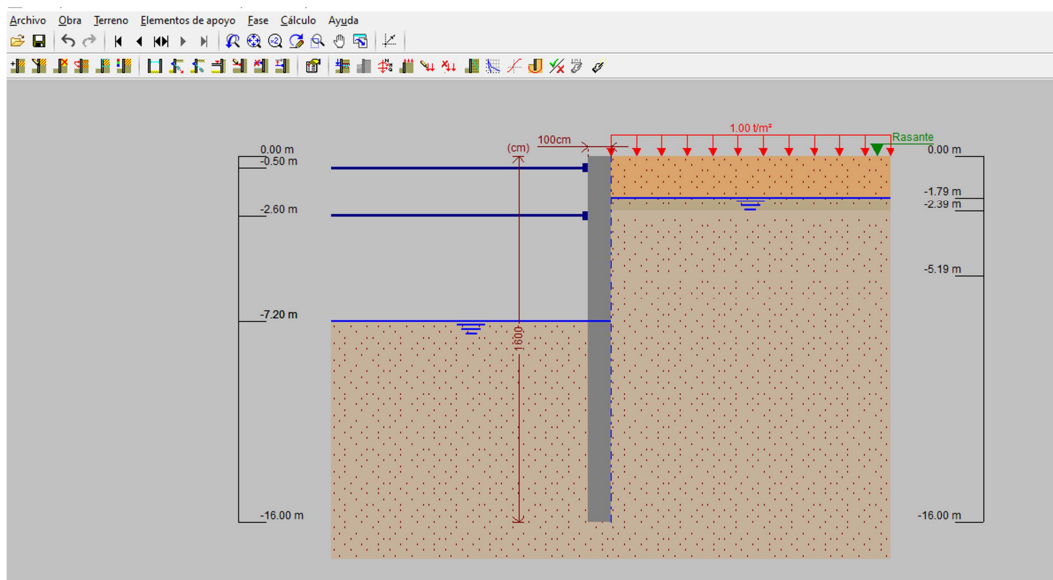 Archivo Obra Terreno Elementos de apoyo Fase Cálculo Ayuda
1.00 t/m²
100cm
(cm)
Rasante
0.00 m
0.00 m
-0.50 m
-1.79 m
-2.39 m
-2.60 m
-5.19 m
-7.20 m
1600
-16.00 m
-16.00 m